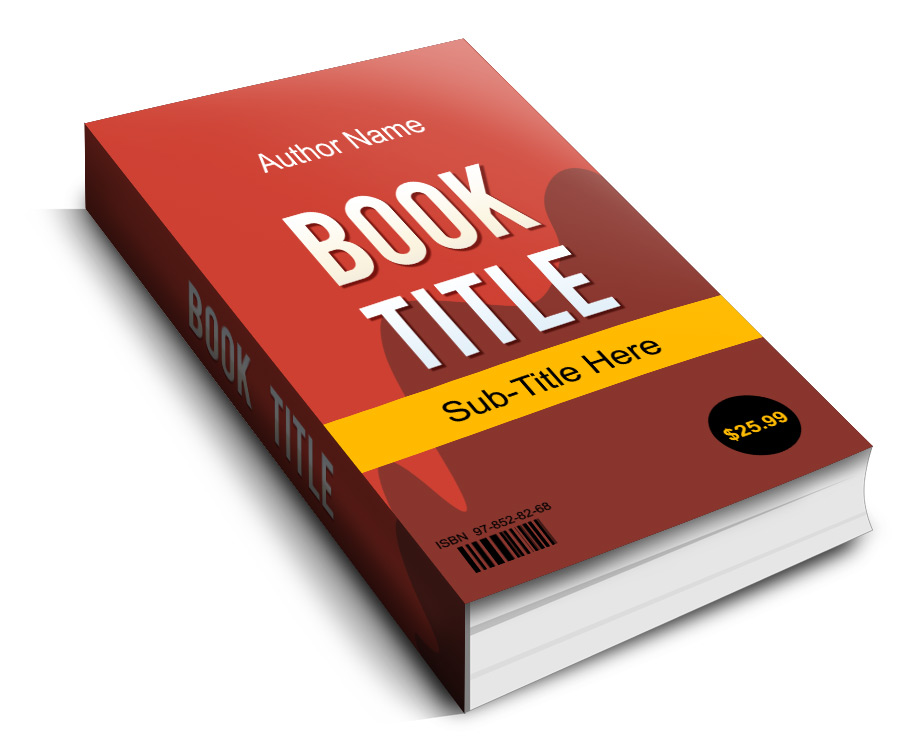 Author Name
BOOK
TITLE
Sub-Title Here
$25.99
ISBN 97-852-82-68
BOOK TITLE